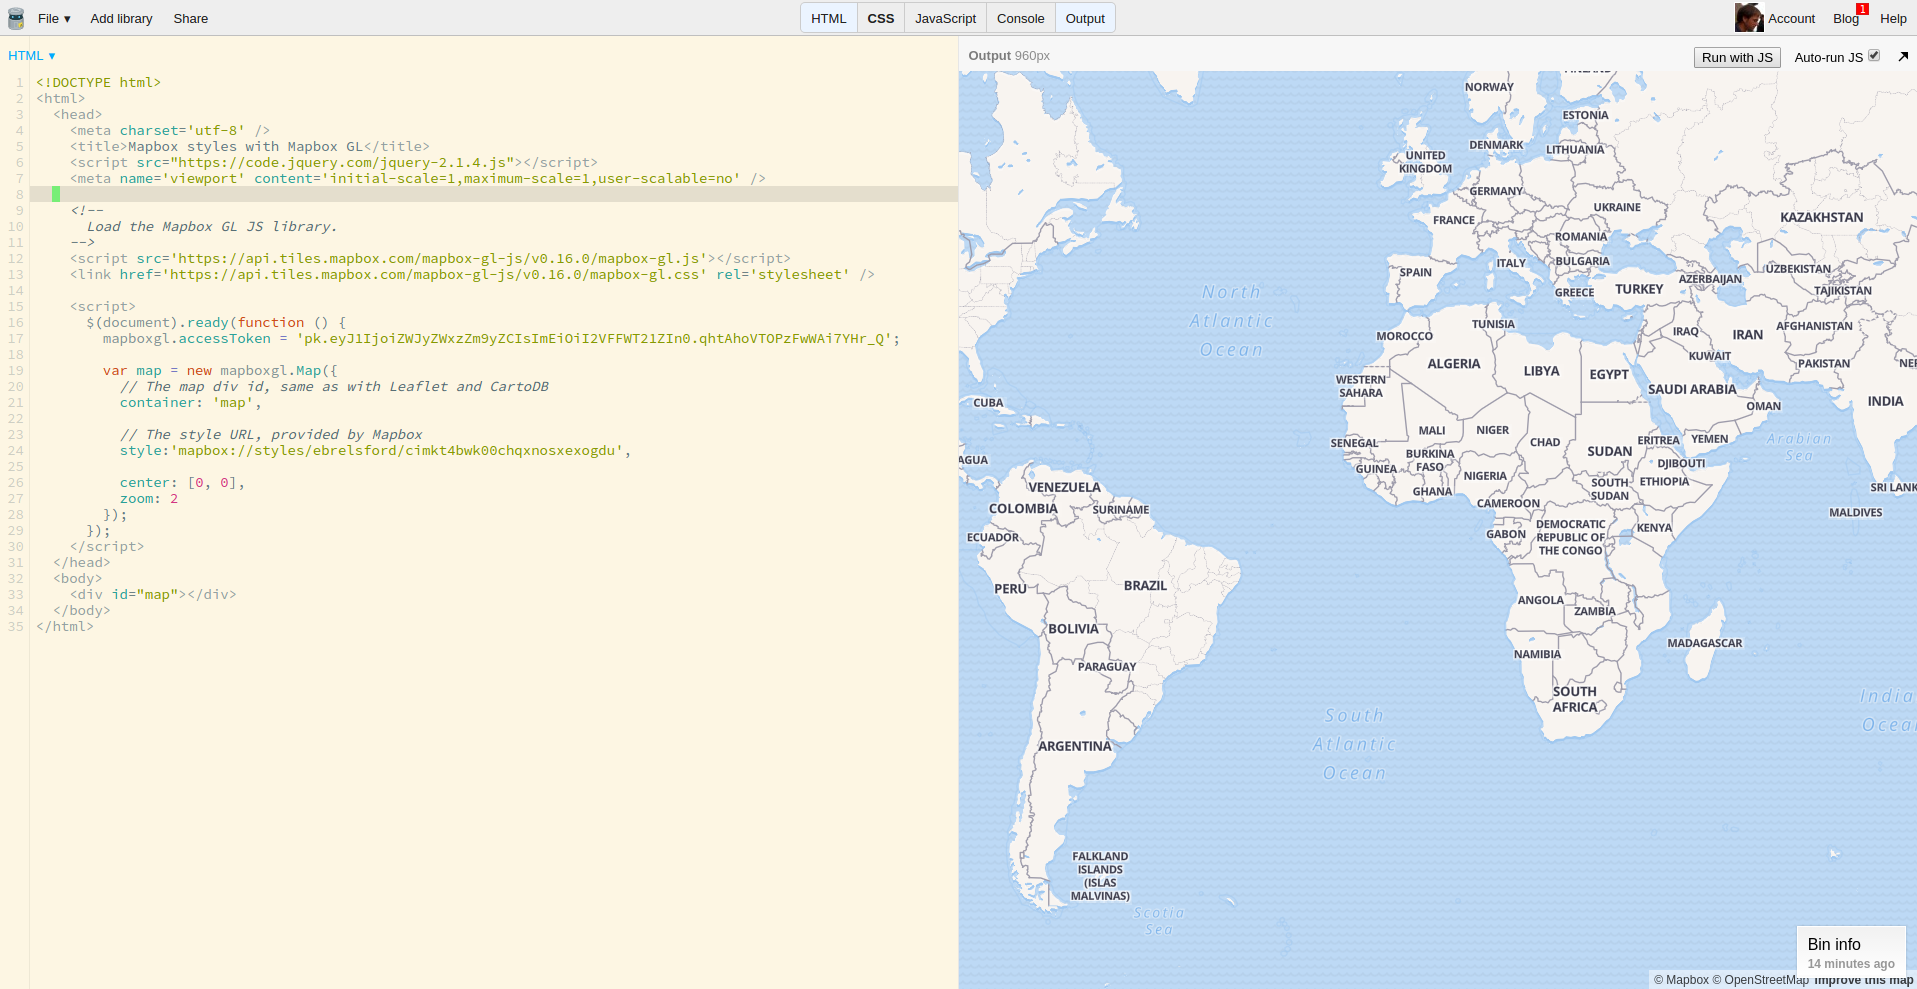 File ▾ Add library Share HTML CSS JavaScript Console Output Account Blog 1 Help
HTML ▼
1 <!DOCTYPE html>
2 <html>
3 <head>
4 <meta charset='utf-8' />
5 <title>Mapbox styles with Mapbox GL</title>
6 <script src="https://code.jquery.com/jquery-2.1.4.js"></script>
7 <meta name='viewport' content='initial-scale=1,maximum-scale=1,user-scalable=no' />
8
9 <!--
10 Load the Mapbox GL JS library.
11 -->
12 <script src='https://api.tiles.mapbox.com/mapbox-gl-js/v0.16.0/mapbox-gl.js'></script>
13 <link href='https://api.tiles.mapbox.com/mapbox-gl-js/v0.16.0/mapbox-gl.css' rel='stylesheet' />
14
15 <script>
16 $(document).ready(function () {
17 mapboxgl.accessToken = 'pk.eyJ1IjoiZWJyZWxzZm9yZCIsImEiOiI2VFFWT21ZIn0.qhtAhoVTOPzFwWAi7YHr_Q';
18
19 var map = new mapboxgl.Map({
20 // The map div id, same as with Leaflet and CartoDB
21 container: 'map',
22
23 // The style URL, provided by Mapbox
24 style:'mapbox://styles/ebrelsford/cimkt4bwk00chqxnosxexogdu',
25
26 center: [0, 0],
27 zoom: 2
28 });
29 });
30 </script>
31 </head>
32 <body>
33 <div id="map"></div>
34 </body>
35 </html>
Output 960px
Run with JS Auto-run JS
NORWAY
ESTONIA
DENMARK
LITHUANIA
UNITED
KINGDOM
GERMANY
UKRAINE
FRANCE
KAZAKHSTAN
ROMANIA
BULGARIA
ITALY
SPAIN
UZBEKISTAN
AZERBAIJAN
TAJIKISTAN
GREECE
TURKEY
North
Atlantic
Ocean
TUNISIA
MOROCCO
IRAQ
IRAN
AFGHANISTAN
KUWAIT
PAKISTAN
NE
ALGERIA
LIBYA
EGYPT
WESTERN
SAHARA
SAUDI ARABIA
OMAN
INDIA
CUBA
MALI
NIGER
CHAD
SUDAN
ERITREA
YEMEN
Arabian
Sea
SENEGAL
BURKINA
FASO
AGUA
GUINEA
NIGERIA
DJIBOUTI
ETHIOPIA
SOUTH
SUDAN
GHANA
CAMEROON
SRI LANK
MALDIVES
VENEZUELA
COLOMBIA
SURINAME
ECUADOR
GABON
DEMOCRATIC
REPUBLIC OF
THE CONGO
KENYA
PERU
BRAZIL
ANGOLA
ZAMBIA
BOLIVIA
MADAGASCAR
NAMIBIA
PARAGUAY
SOUTH
AFRICA
India
Ocea
South
Atlantic
Ocean
ARGENTINA
FALKLAND
ISLANDS
(ISLAS
MALVINAS)
Scotia
Sea
Bin info
14 minutes ago
© Mapbox © OpenStreetMap Improve this map